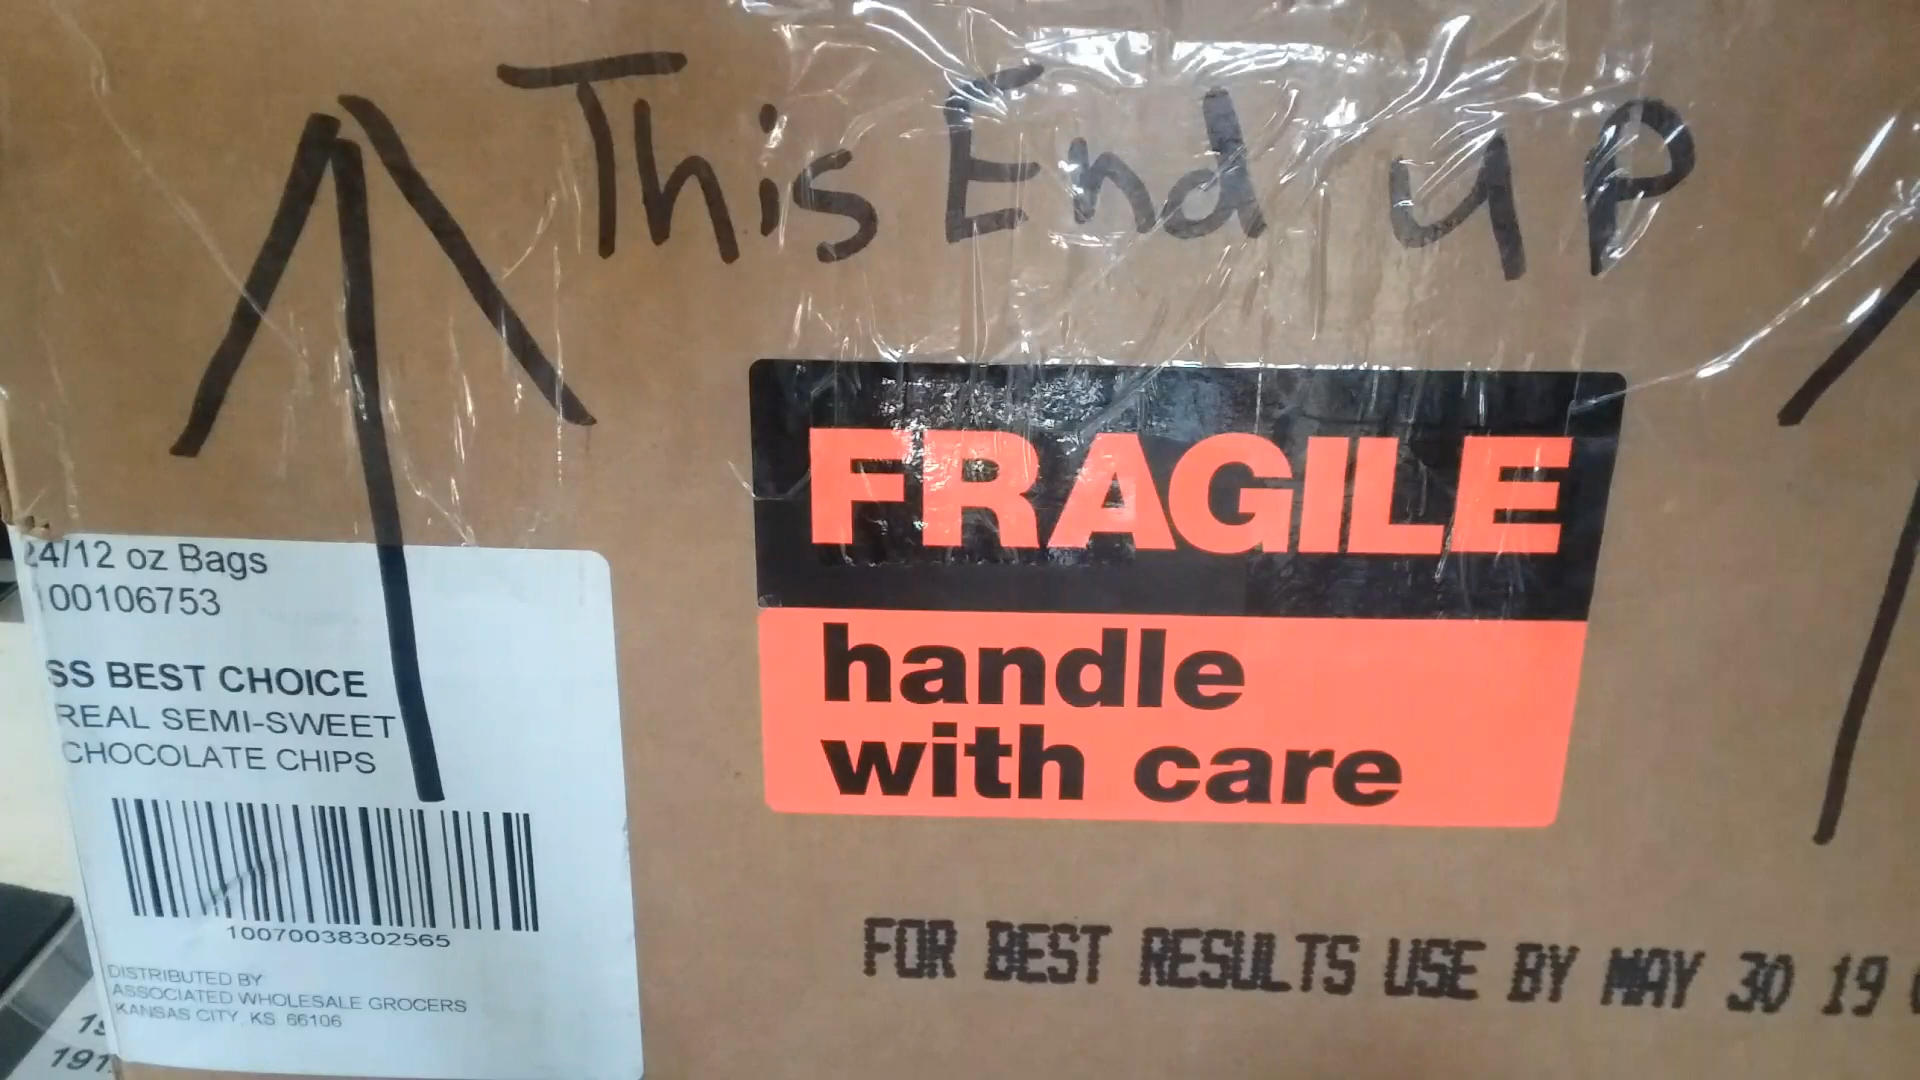 This End up
FRAGILE
handle
with care
24/12 oz Bags
100106753
SS BEST CHOICE
REAL SEMI-SWEET
CHOCOLATE CHIPS
10070038302565
DISTRIBUTED BY
ASSOCIATED WHOLESALE GROCERS
KANSAS CITY, KS 66106
FOR BEST RESULTS USE BY MAY 30 19
191